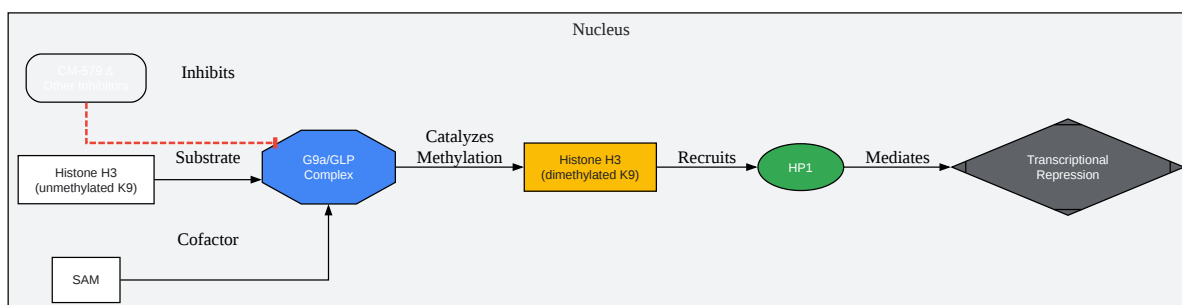 Nucleus
CM-579 &
Other Inhibitors
Inhibits
Histone H3
(unmethylated K9)
Substrate
G9a/GLP
Complex
Catalyzes
Methylation
Histone H3
(dimethylated K9)
Recruits
HP1
Mediates
Transcriptional
Repression
Cofactor
SAM